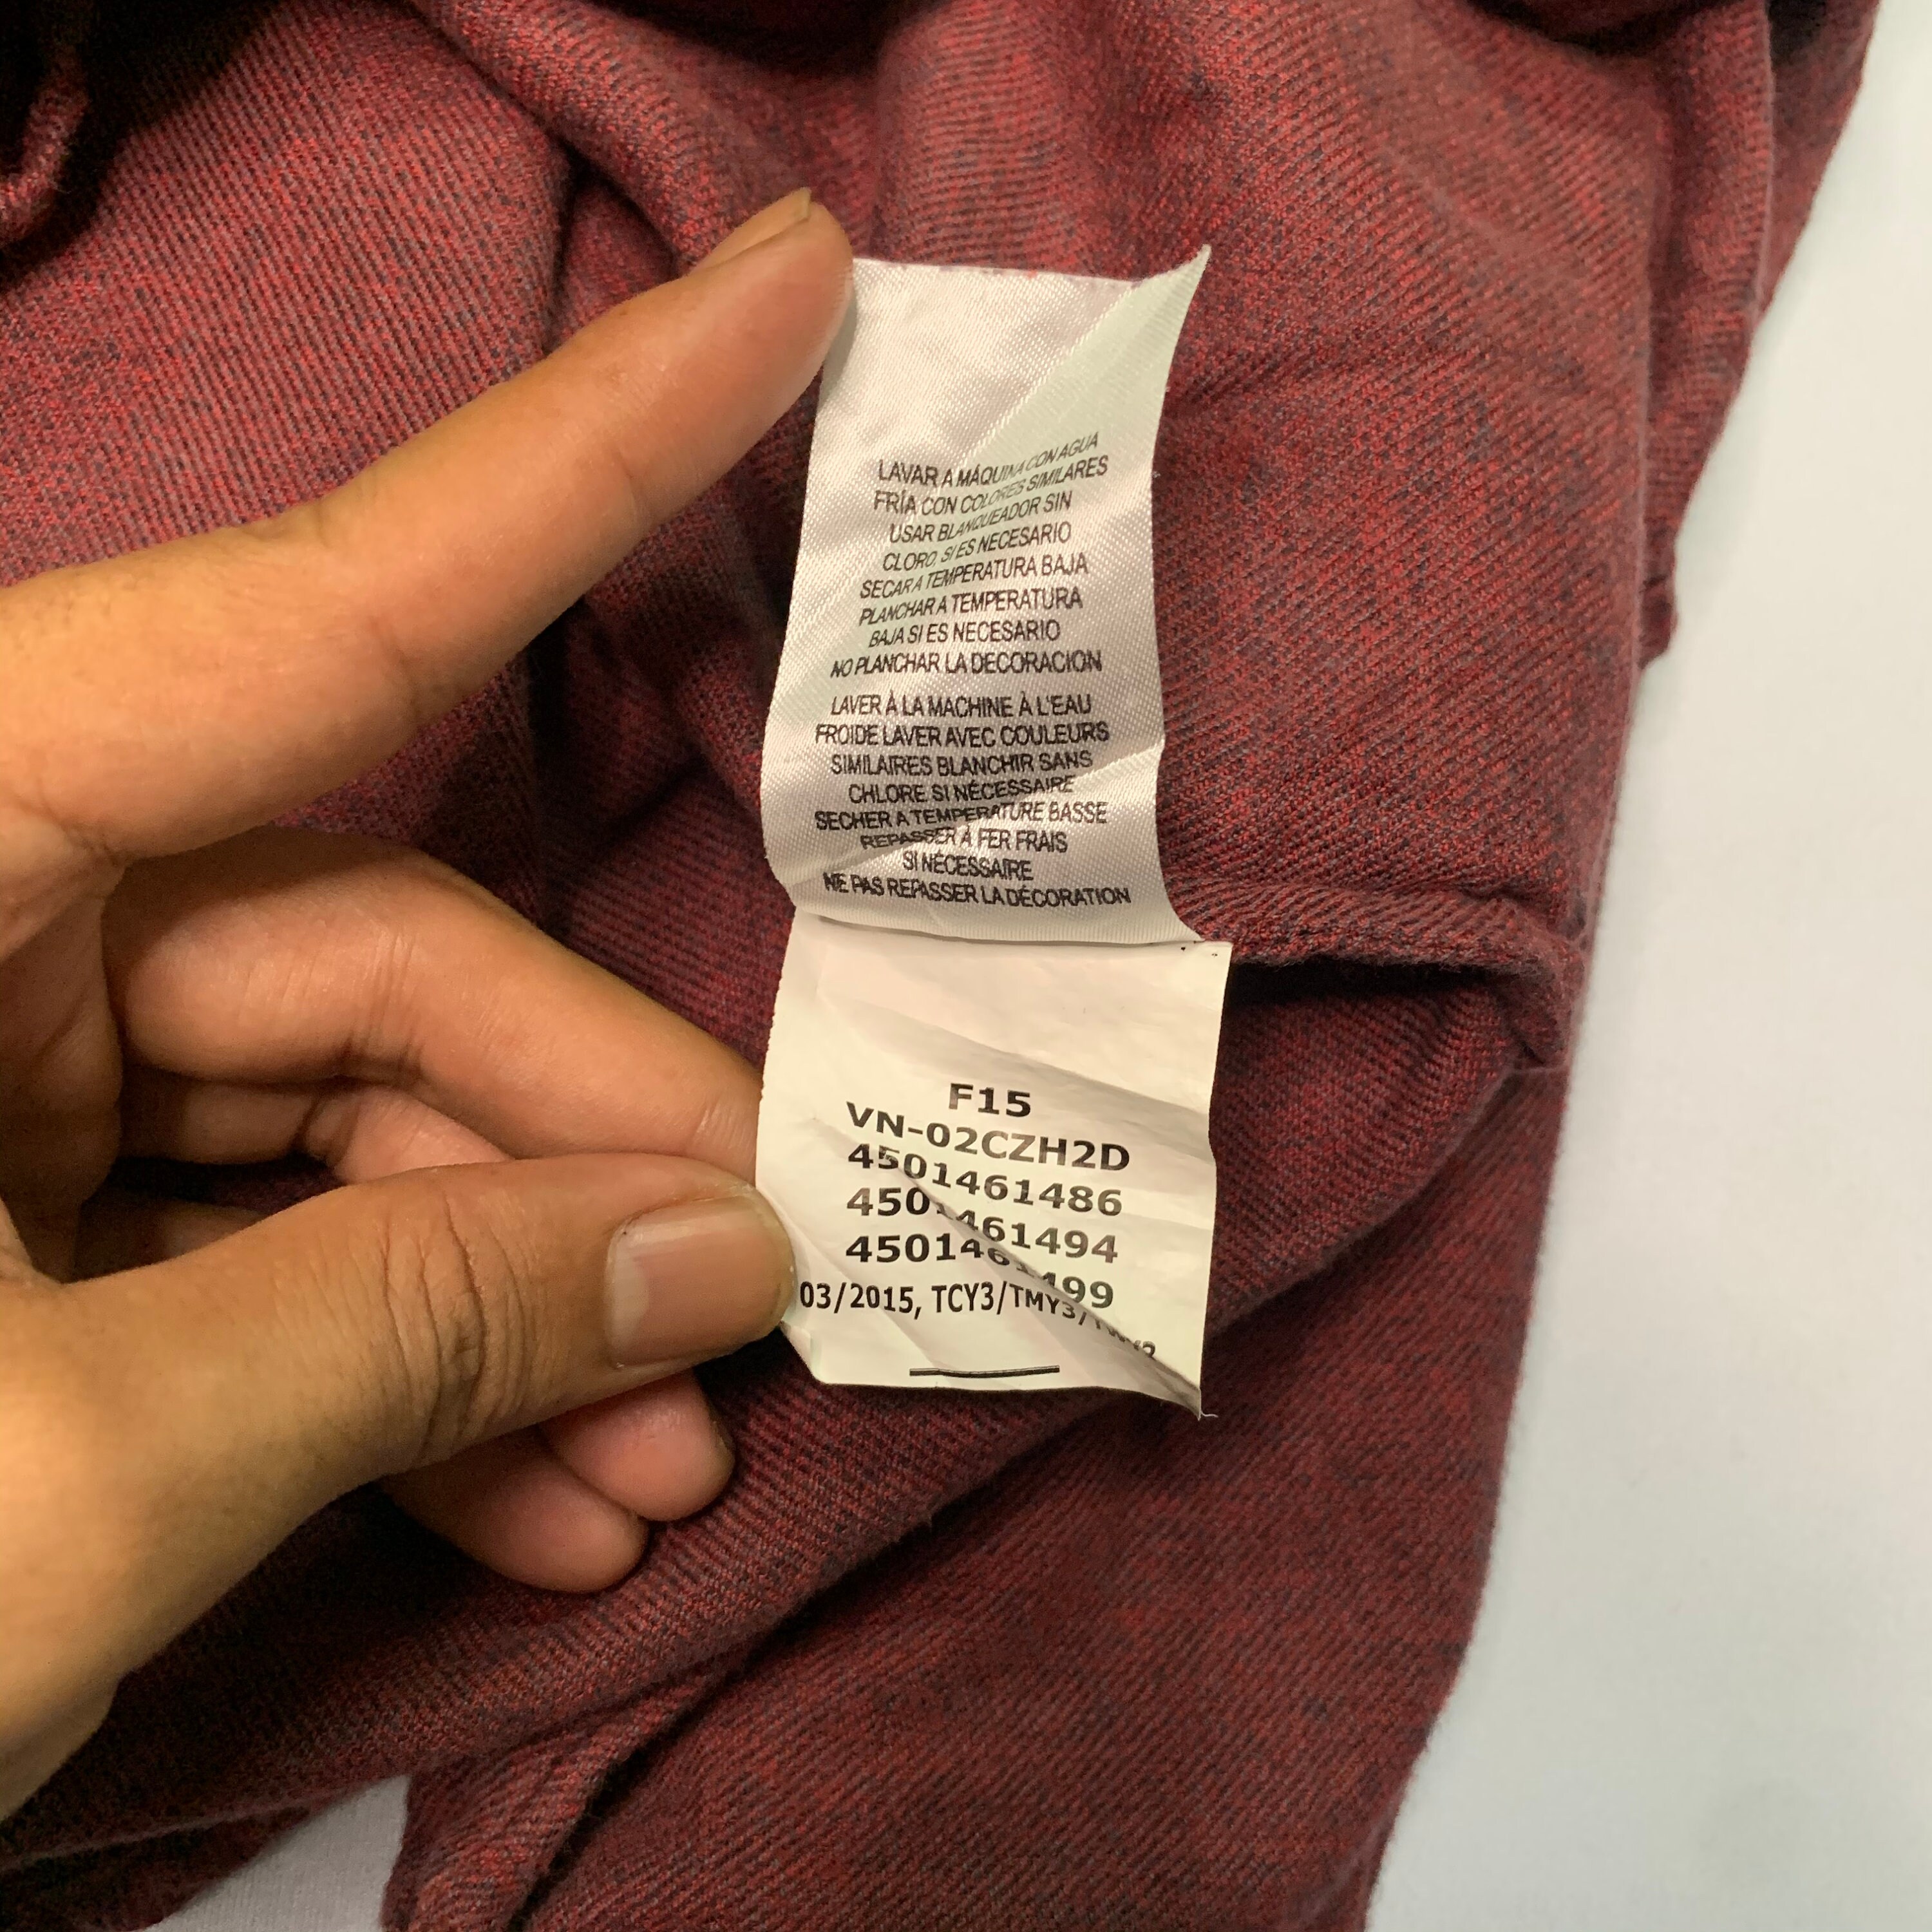 LAVAR A MÁQUINA CON AGUA
FRÍA CON COLORES SIMILARES
USAR BLANQUEADOR SIN
CLORO, SI ES NECESARIO
SECAR A TEMPERATURA BAJA
PLANCHAR A TEMPERATURA
BAJA SI ES NECESARIO
NO PLANCHAR LA DECORACION
LAVER À LA MACHINE À L'EAU
FROIDE LAVER AVEC COULEURS
SIMILAIRES BLANCHIR SANS
CHLORE SI NÉCESSAIRE
SECHER A TEMPERATURE BASSE
REPASSER À FER FRAIS
SI NÉCESSAIRE
NE PAS REPASSER LA DÉCORATION
F15
VN-02CZH2D
4501461486
4501461494
4501461499
03/2015, TCY3/TMY3/